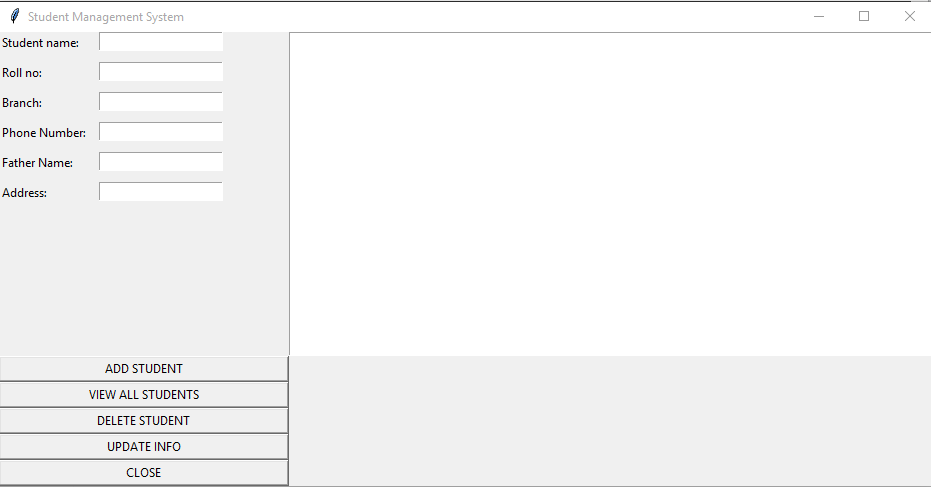 Student Management System
Student name:
Roll no:
Branch:
Phone Number:
Father Name:
Address:
ADD STUDENT
VIEW ALL STUDENTS
DELETE STUDENT
UPDATE INFO
CLOSE